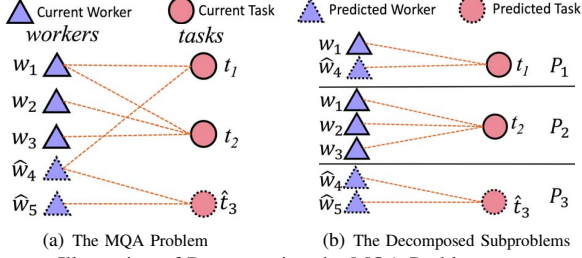 Current Worker Current Task Predicted Worker Predicted Task
workers tasks
w₁ t₁
w₂ t₂
w₃
ŵ₄ t̂₃
ŵ₅
w₁ t₁ P₁
ŵ₄
w₁
w₂ t₂ P₂
w₃
ŵ₄ P₃
ŵ₅ t̂₃
(a) The MQA Problem (b) The Decomposed Subproblems